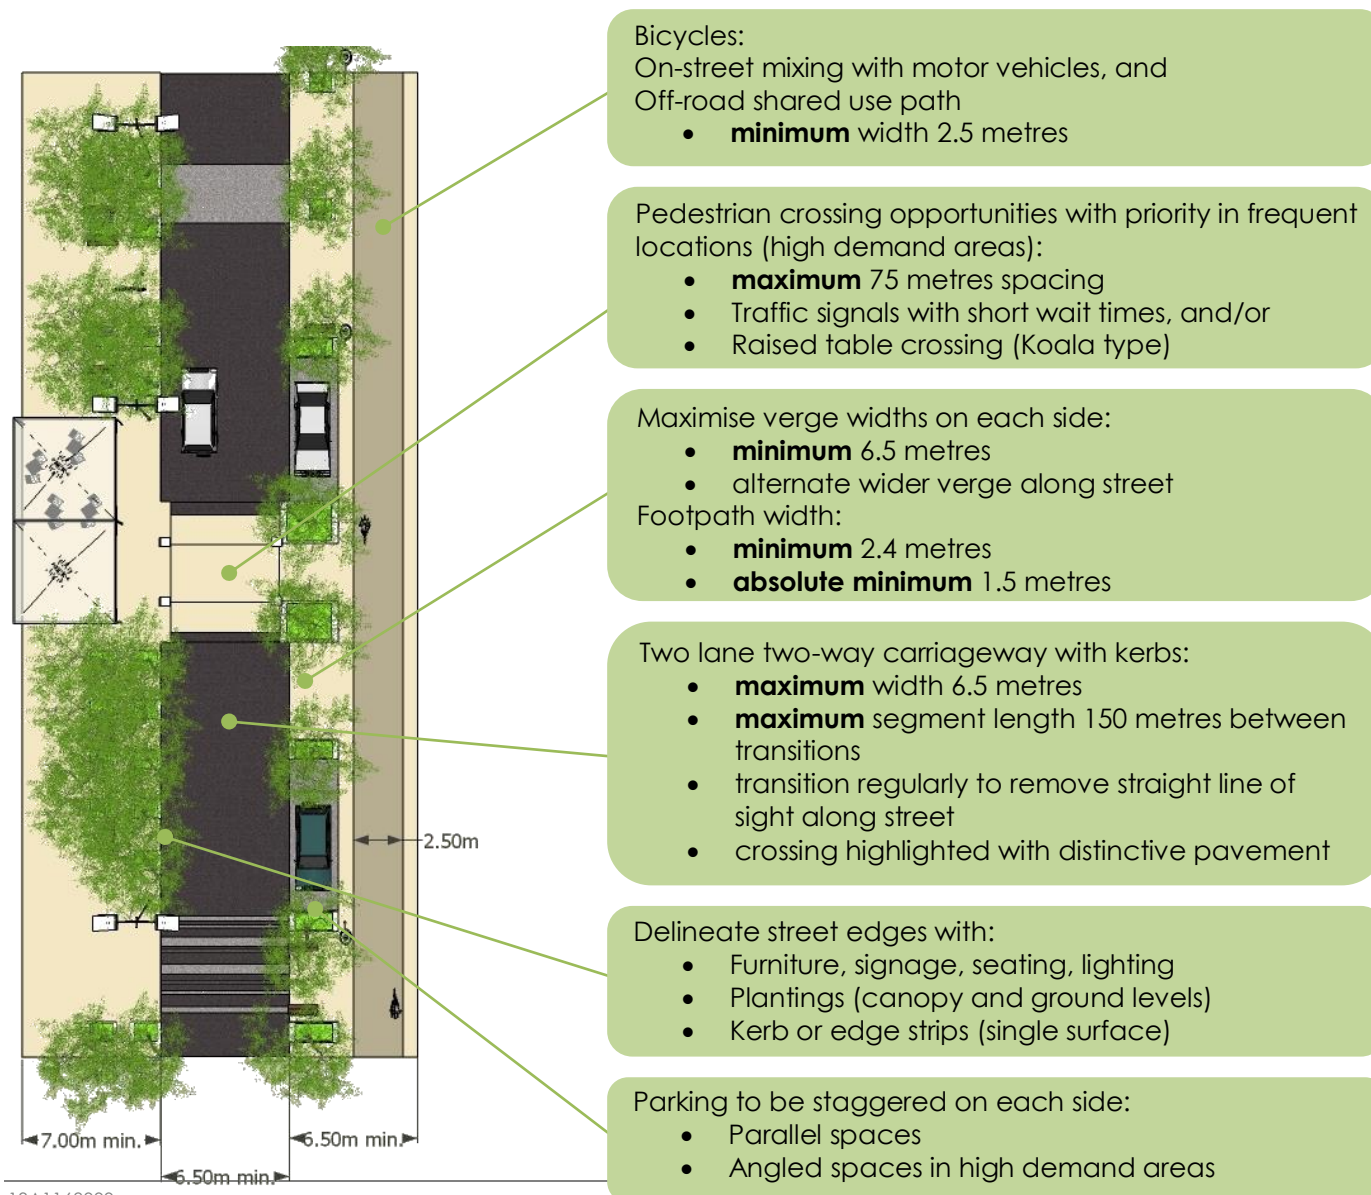 Bicycles:
On-street mixing with motor vehicles, and
Off-road shared use path
• minimum width 2.5 metres
Pedestrian crossing opportunities with priority in frequent
locations (high demand areas):
• maximum 75 metres spacing
• Traffic signals with short wait times, and/or
• Raised table crossing (Koala type)
Maximise verge widths on each side:
• minimum 6.5 metres
• alternate wider verge along street
Footpath width:
• minimum 2.4 metres
• absolute minimum 1.5 metres
Two lane two-way carriageway with kerbs:
• maximum width 6.5 metres
• maximum segment length 150 metres between
transitions
• transition regularly to remove straight line of
sight along street
• crossing highlighted with distinctive pavement
2.50m
Delineate street edges with:
• Furniture, signage, seating, lighting
• Plantings (canopy and ground levels)
• Kerb or edge strips (single surface)
Parking to be staggered on each side:
• Parallel spaces
• Angled spaces in high demand areas
7.00m min.
6.50m min.
6.50m min.